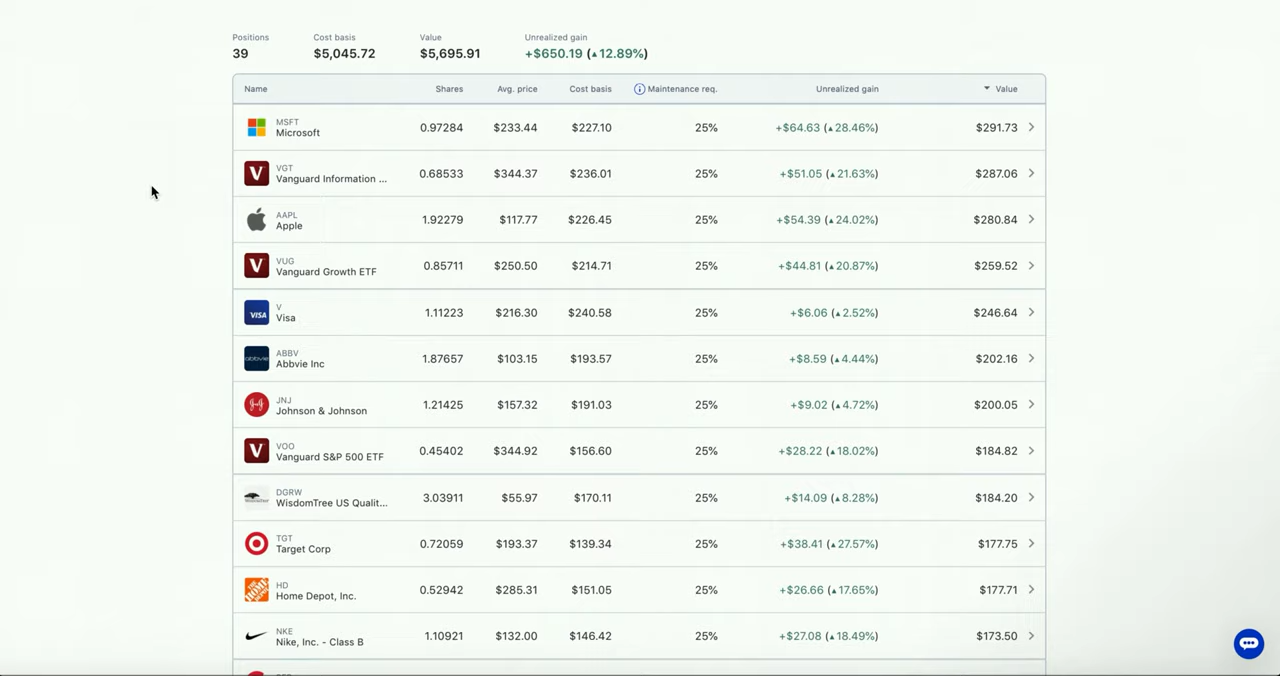 Positions Cost basis Value Unrealized gain
39 $5,045.72 $5,695.91 +$650.19 (▲12.89%)
Name Shares Avg. price Cost basis Maintenance req. Unrealized gain Value
MSFT
Microsoft 0.97284 $233.44 $227.10 25% +$64.63 (▲28.46%) $291.73
VGT
Vanguard Information ... 0.68533 $344.37 $236.01 25% +$51.05 (▲21.63%) $287.06
AAPL
Apple 1.92279 $117.77 $226.45 25% +$54.39 (▲24.02%) $280.84
VUG
Vanguard Growth ETF 0.85711 $250.50 $214.71 25% +$44.81 (▲20.87%) $259.52
V
Visa 1.11223 $216.30 $240.58 25% +$6.06 (▲2.52%) $246.64
ABBV
Abbvie Inc 1.87657 $103.15 $193.57 25% +$8.59 (▲4.44%) $202.16
JNJ
Johnson & Johnson 1.21425 $157.32 $191.03 25% +$9.02 (▲4.72%) $200.05
VOO
Vanguard S&P 500 ETF 0.45402 $344.92 $156.60 25% +$28.22 (▲18.02%) $184.82
DGRW
WisdomTree US Qualit... 3.03911 $55.97 $170.11 25% +$14.09 (▲8.28%) $184.20
TGT
Target Corp 0.72059 $193.37 $139.34 25% +$38.41 (▲27.57%) $177.75
HD
Home Depot, Inc. 0.52942 $285.31 $151.05 25% +$26.66 (▲17.65%) $177.71
NKE
Nike, Inc. - Class B 1.10921 $132.00 $146.42 25% +$27.08 (▲18.49%) $173.50